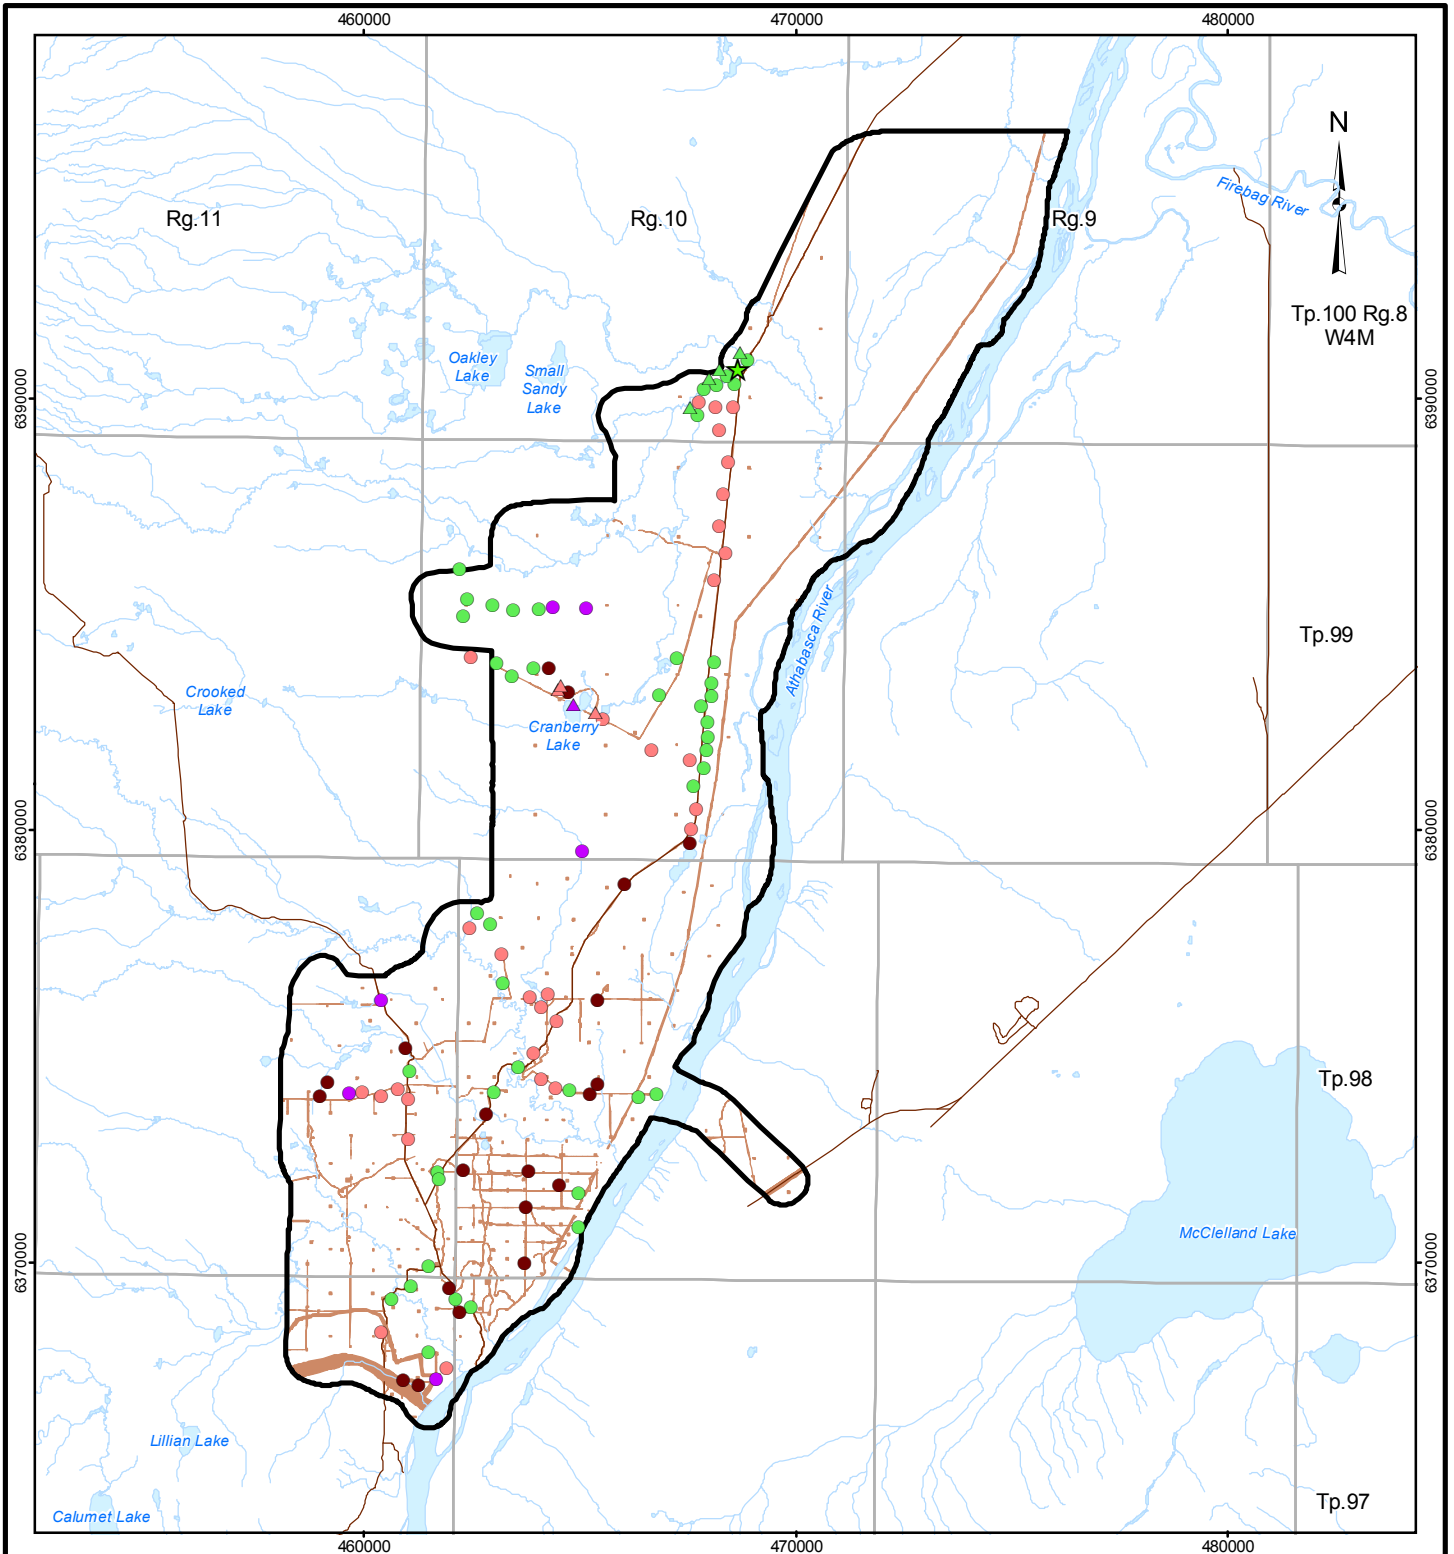 460000
470000
480000
N
Firebag River
Rg.11
Rg.10
Rg.9
Tp.100 Rg.8
W4M
Oakley
Lake
Small
Sandy
Lake
6390000
6390000
Tp.99
Athabasca River
Crooked
Lake
Cranberry
Lake
6380000
6380000
Tp.98
McClelland Lake
6370000
6370000
Lillian Lake
Calumet Lake
Tp.97
460000
470000
480000